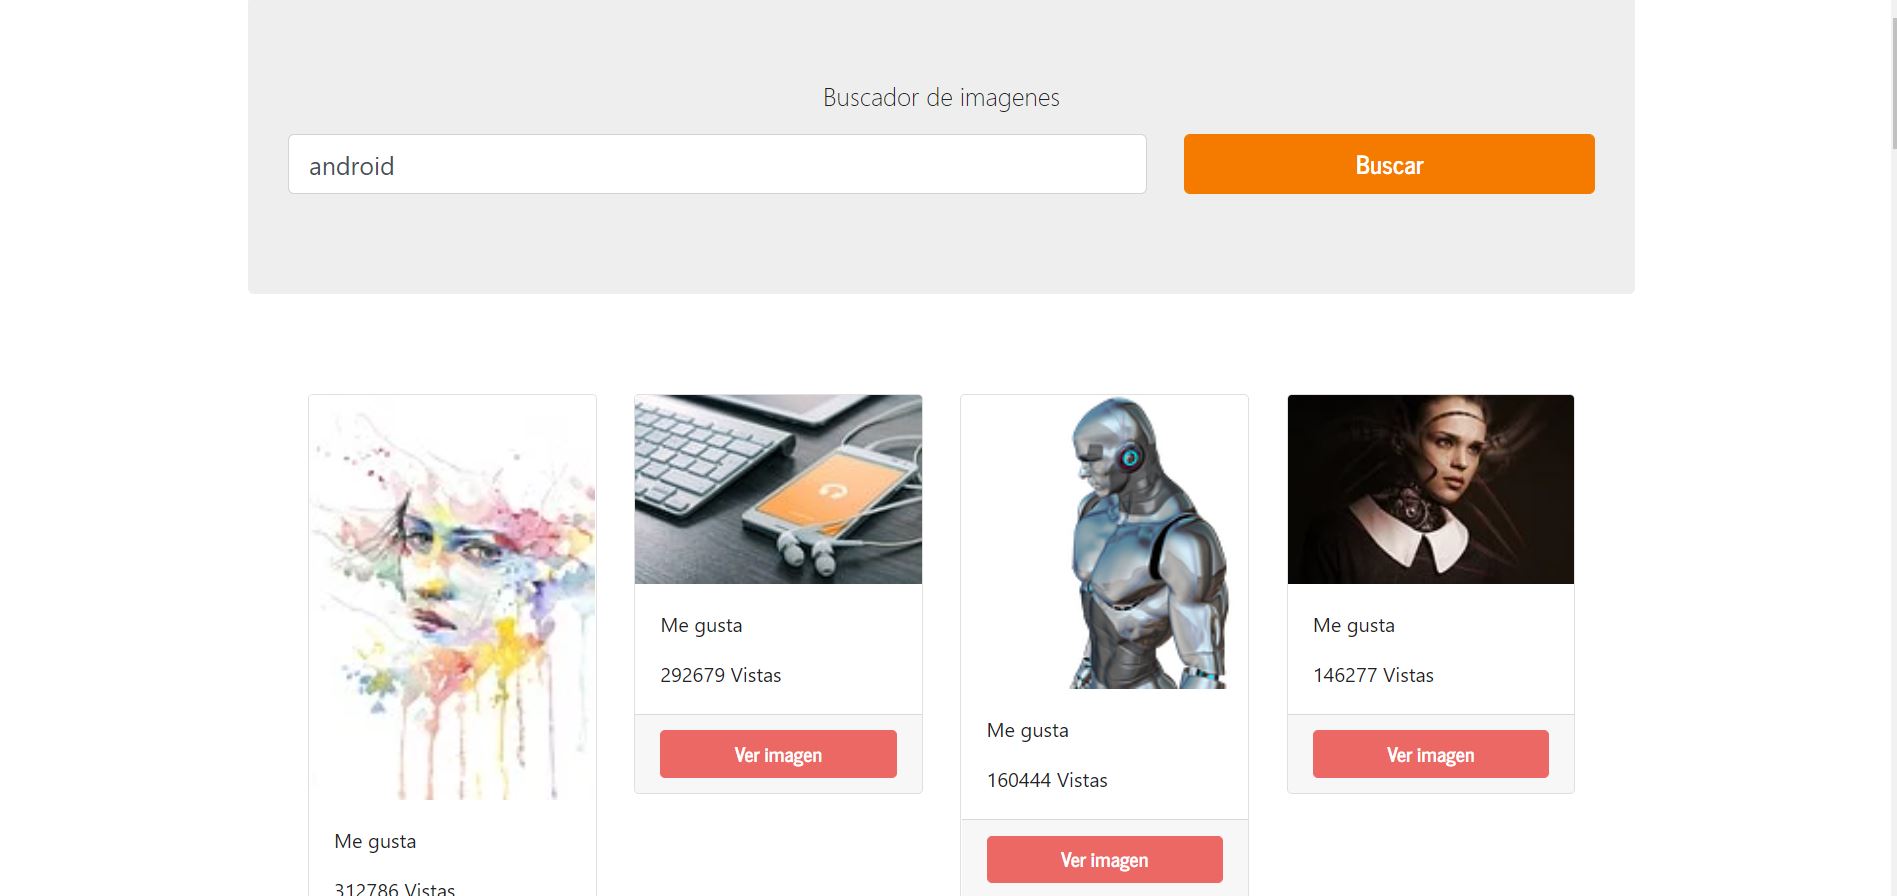 Buscador de imagenes
android
Buscar
Me gusta
312786 Vistas
Me gusta
292679 Vistas
Ver imagen
Me gusta
160444 Vistas
Ver imagen
Me gusta
146277 Vistas
Ver imagen